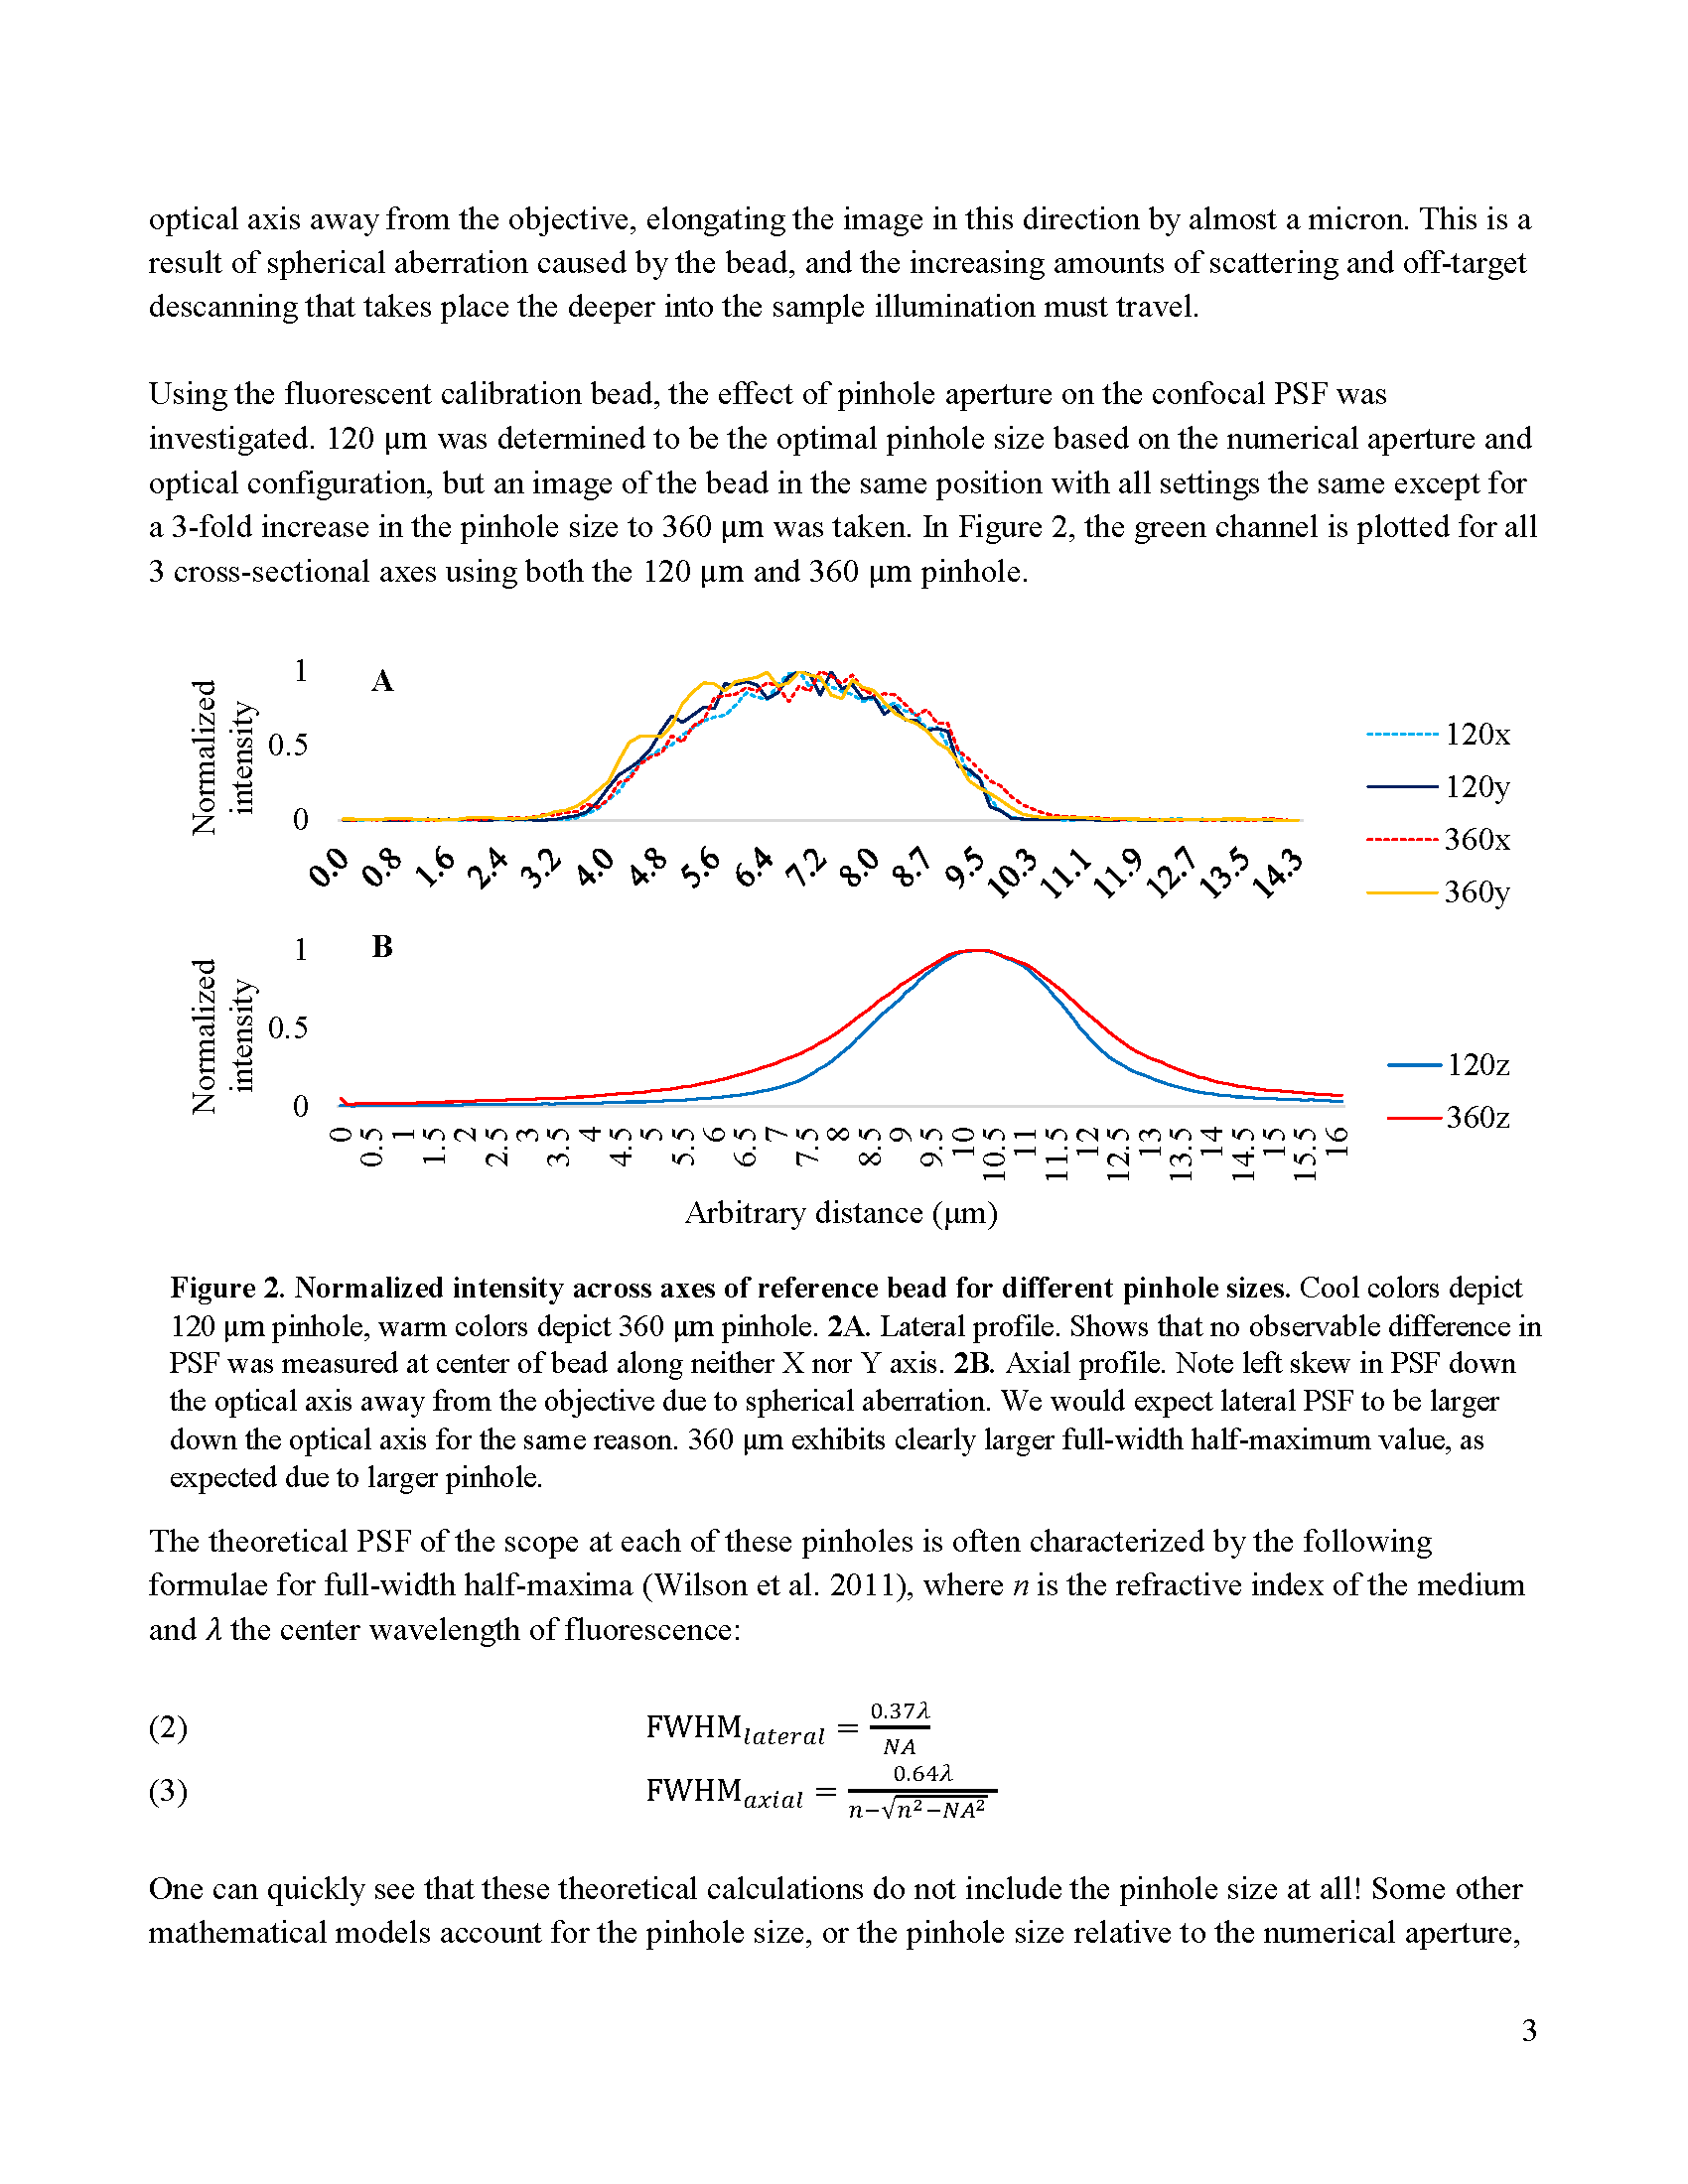 optical axis away from the objective, elongating the image in this direction by almost a micron. This is a
result of spherical aberration caused by the bead, and the increasing amounts of scattering and off-target
descanning that takes place the deeper into the sample illumination must travel.
Using the fluorescent calibration bead, the effect of pinhole aperture on the confocal PSF was
investigated. 120 µm was determined to be the optimal pinhole size based on the numerical aperture and
optical configuration, but an image of the bead in the same position with all settings the same except for
a 3-fold increase in the pinhole size to 360 µm was taken. In Figure 2, the green channel is plotted for all
3 cross-sectional axes using both the 120 µm and 360 µm pinhole.
Normalized
intensity
1
0.5
0
A
0.0 0.8 1.6 2.4 3.2 4.0 4.8 5.6 6.4 7.2 8.0 8.7 9.5 10.3 11.1 11.9 12.7 13.5 14.3
120x
120y
360x
360y
Normalized
intensity
1
0.5
0
B
0 0.5 1 1.5 2 2.5 3 3.5 4 4.5 5 5.5 6 6.5 7 7.5 8 8.5 9 9.5 10 10.5 11 11.5 12 12.5 13 13.5 14 14.5 15 15.5 16
120z
360z
Arbitrary distance (µm)
Figure 2. Normalized intensity across axes of reference bead for different pinhole sizes. Cool colors depict
120 µm pinhole, warm colors depict 360 µm pinhole. 2A. Lateral profile. Shows that no observable difference in
PSF was measured at center of bead along neither X nor Y axis. 2B. Axial profile. Note left skew in PSF down
the optical axis away from the objective due to spherical aberration. We would expect lateral PSF to be larger
down the optical axis for the same reason. 360 µm exhibits clearly larger full-width half-maximum value, as
expected due to larger pinhole.
The theoretical PSF of the scope at each of these pinholes is often characterized by the following
formulae for full-width half-maxima (Wilson et al. 2011), where n is the refractive index of the medium
and λ the center wavelength of fluorescence:
(2) FWHM_lateral = 0.37λ / NA
(3) FWHM_axial = 0.64λ / n−√n²−NA²
One can quickly see that these theoretical calculations do not include the pinhole size at all! Some other
mathematical models account for the pinhole size, or the pinhole size relative to the numerical aperture,
3